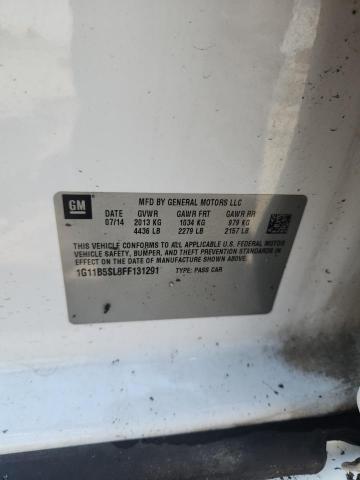 GM
MFD BY GENERAL MOTORS LLC
DATE GVWR GAWR FRT GAWR RR
07/14 2013 KG 1034 KG 979 KG
4436 LB 2279 LB 2157 LB
THIS VEHICLE CONFORMS TO ALL APPLICABLE U.S. FEDERAL MOTOR
VEHICLE SAFETY, BUMPER, AND THEFT PREVENTION STANDARDS
IN EFFECT ON THE DATE OF MANUFACTURE SHOWN ABOVE.
1G11B5SL8FF131291 TYPE: PASS CAR